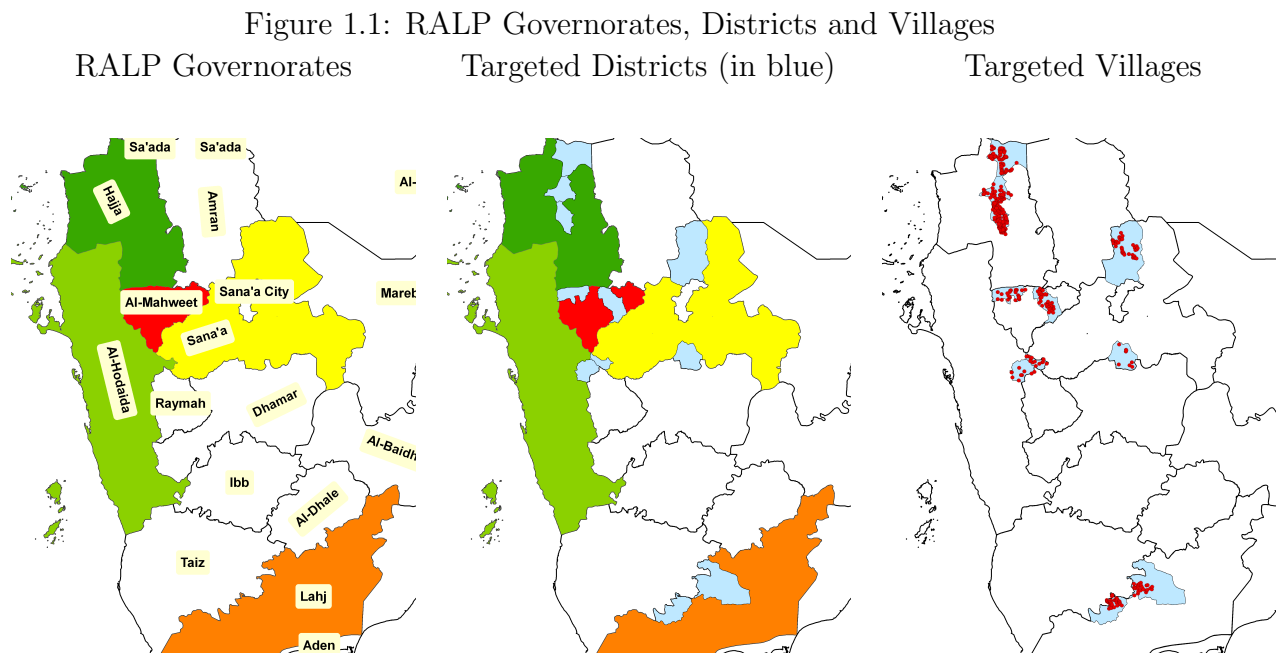 Figure 1.1: RALP Governorates, Districts and Villages
RALP Governorates
Targeted Districts (in blue)
Targeted Villages
Sa'ada
Sa'ada
Al-
Hajja
Amran
Al-Mahweet
Sana'a City
Mareb
Sana'a
Al-Hodaida
Raymah
Dhamar
Al-Baidh
Ibb
Al-Dhale
Taiz
Lahj
Aden